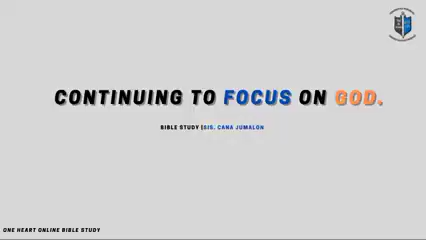 CONTINUING TO FOCUS ON GOD.
BIBLE STUDY |SIS. CANA JUMALON
ONE HEART ONLINE BIBLE STUDY